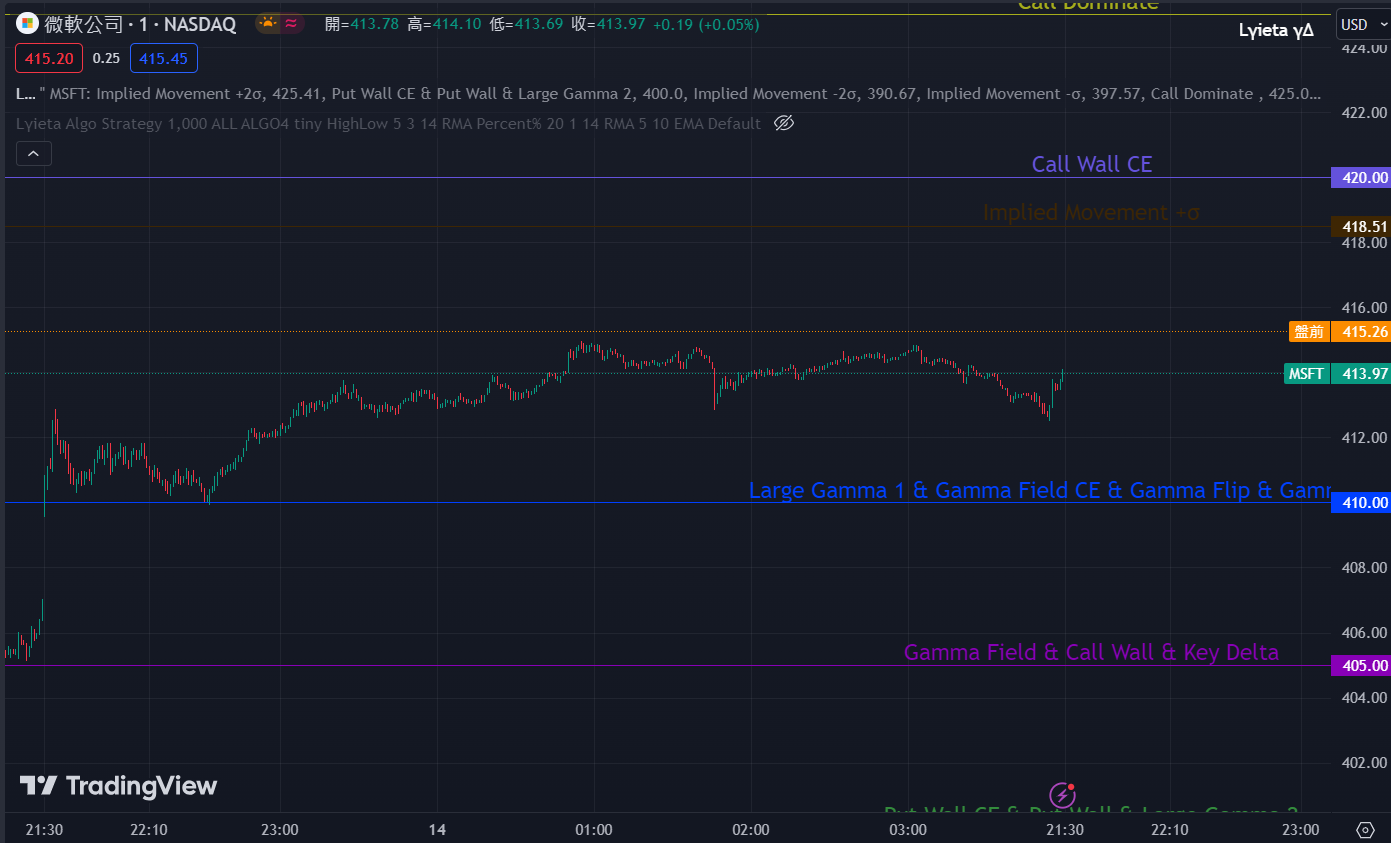 Call Dominate
微軟公司 · 1 · NASDAQ 開=413.78 高=414.10 低=413.69 收=413.97 +0.19 (+0.05%)
Lγieta γΔ
USD
424.00
415.20 0.25 415.45
L... " MSFT: Implied Movement +2σ, 425.41, Put Wall CE & Put Wall & Large Gamma 2, 400.0, Implied Movement -2σ, 390.67, Implied Movement -σ, 397.57, Call Dominate , 425.0...
422.00
Lγieta Algo Strategy 1,000 ALL ALGO4 tiny HighLow 5 3 14 RMA Percent% 20 1 14 RMA 5 10 EMA Default
Call Wall CE
420.00
Implied Movement +σ
418.51
418.00
416.00
盤前 415.26
MSFT 413.97
412.00
Large Gamma 1 & Gamma Field CE & Gamma Flip & Gam
410.00
408.00
406.00
Gamma Field & Call Wall & Key Delta
405.00
404.00
402.00
TradingView
Put Wall CE & Put Wall & Large Gamma 2
21:30 22:10 23:00 14 01:00 02:00 03:00 21:30 22:10 23:00